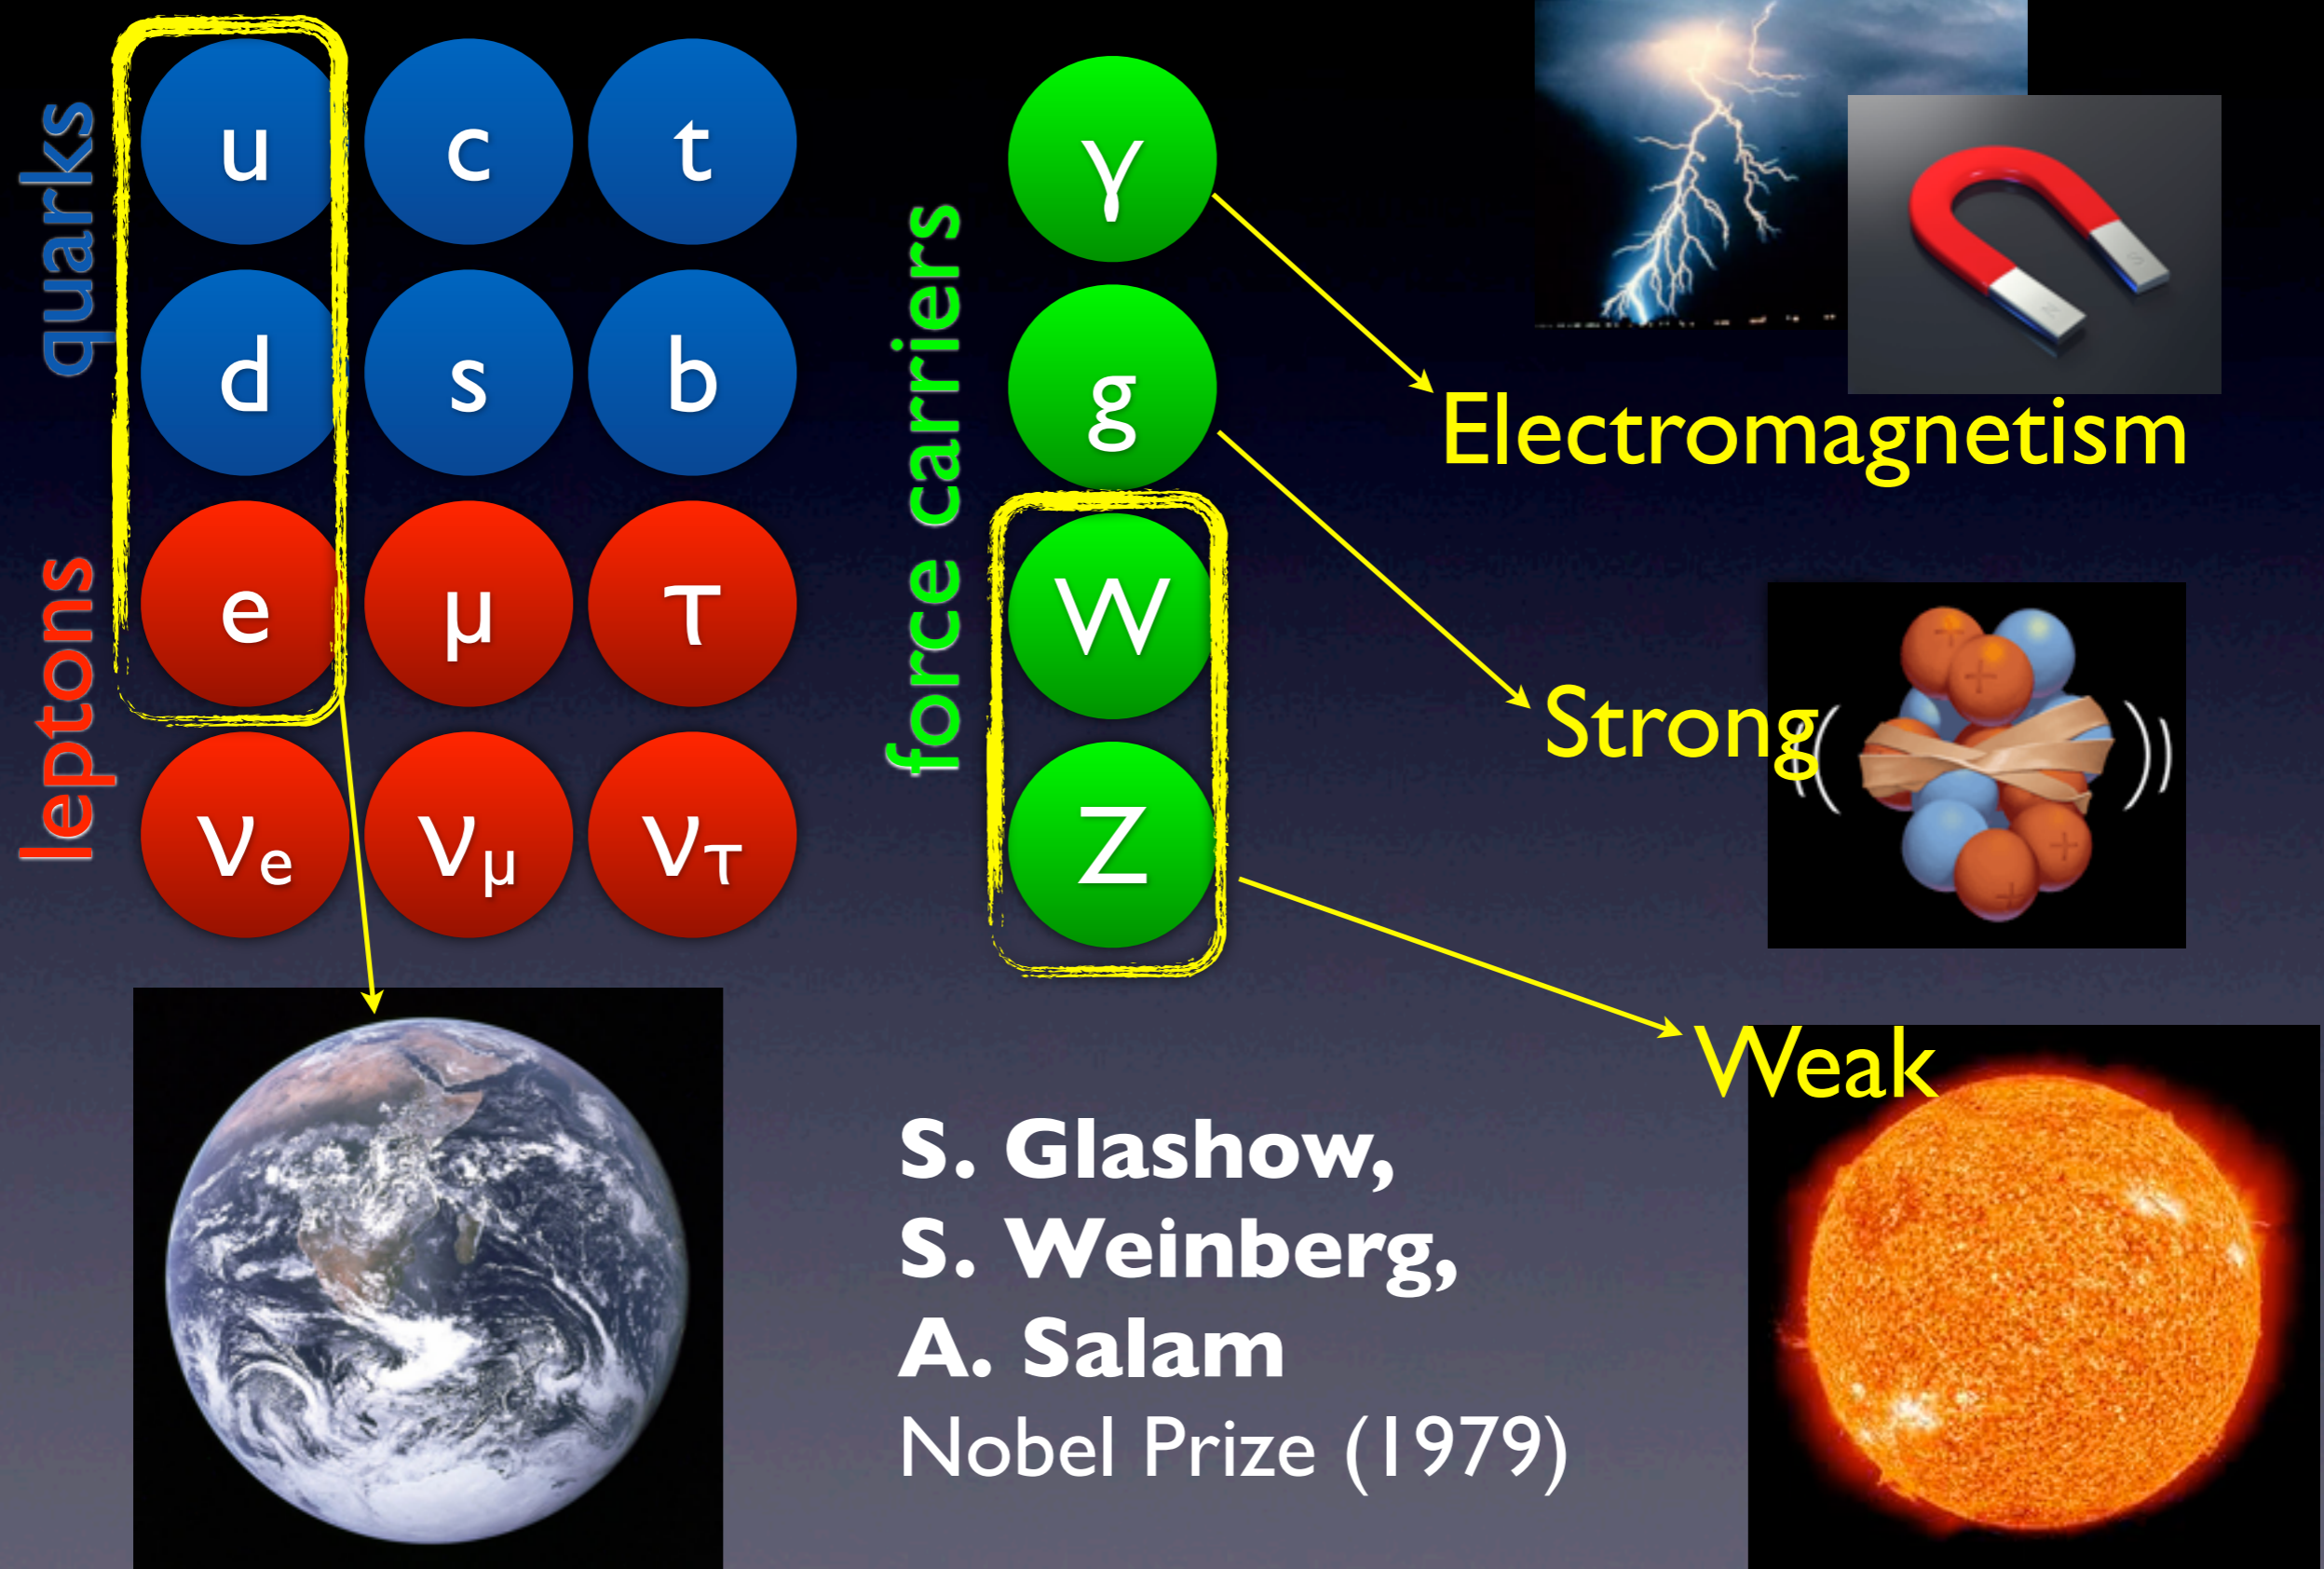 quarks
u c t
d s b
leptons
e μ τ
νe νμ ντ
force carriers
γ
g
W
Z
Electromagnetism
S
N
Strong
Weak
S. Glashow,
S. Weinberg,
A. Salam
Nobel Prize (1979)